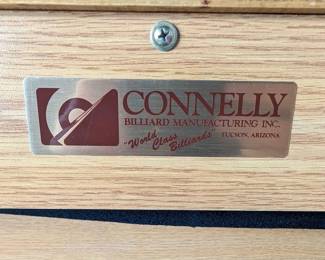 CONNELLY
BILLIARD MANUFACTURING INC.
"World Class Billiards" TUCSON, ARIZONA